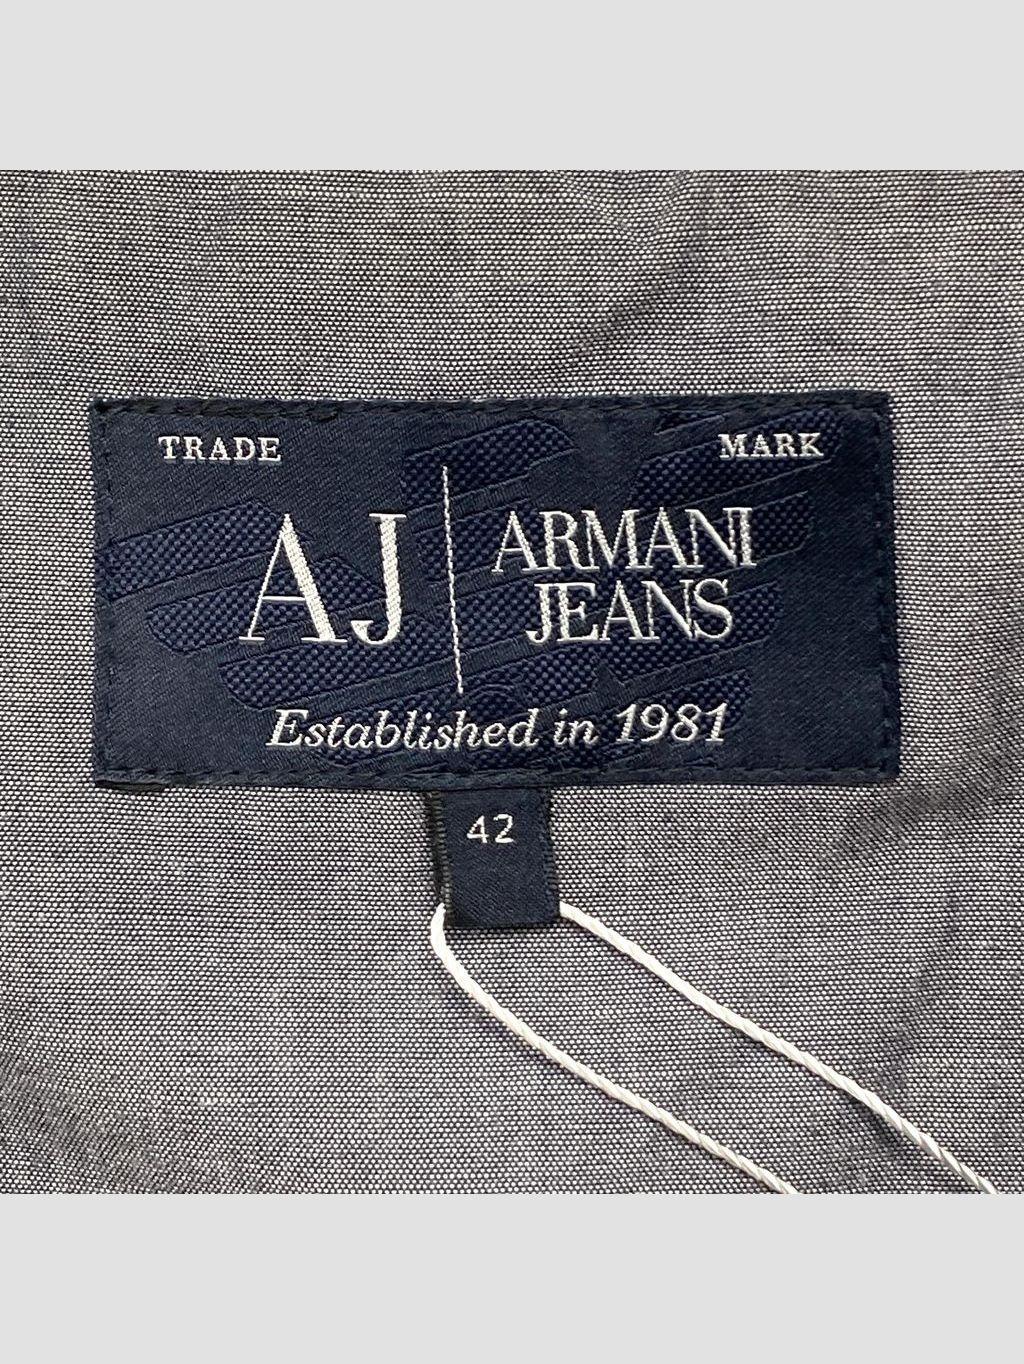 TRADE MARK
AJ ARMANI
JEANS
Established in 1981
42